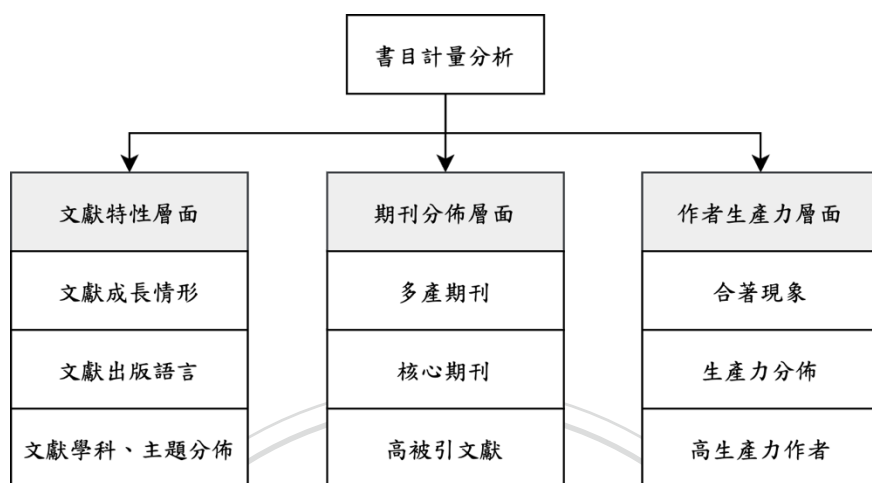 書目計量分析
文獻特性層面
文獻成長情形
文獻出版語言
文獻學科、主題分佈
期刊分佈層面
多產期刊
核心期刊
高被引文獻
作者生產力層面
合著現象
生產力分佈
高生產力作者